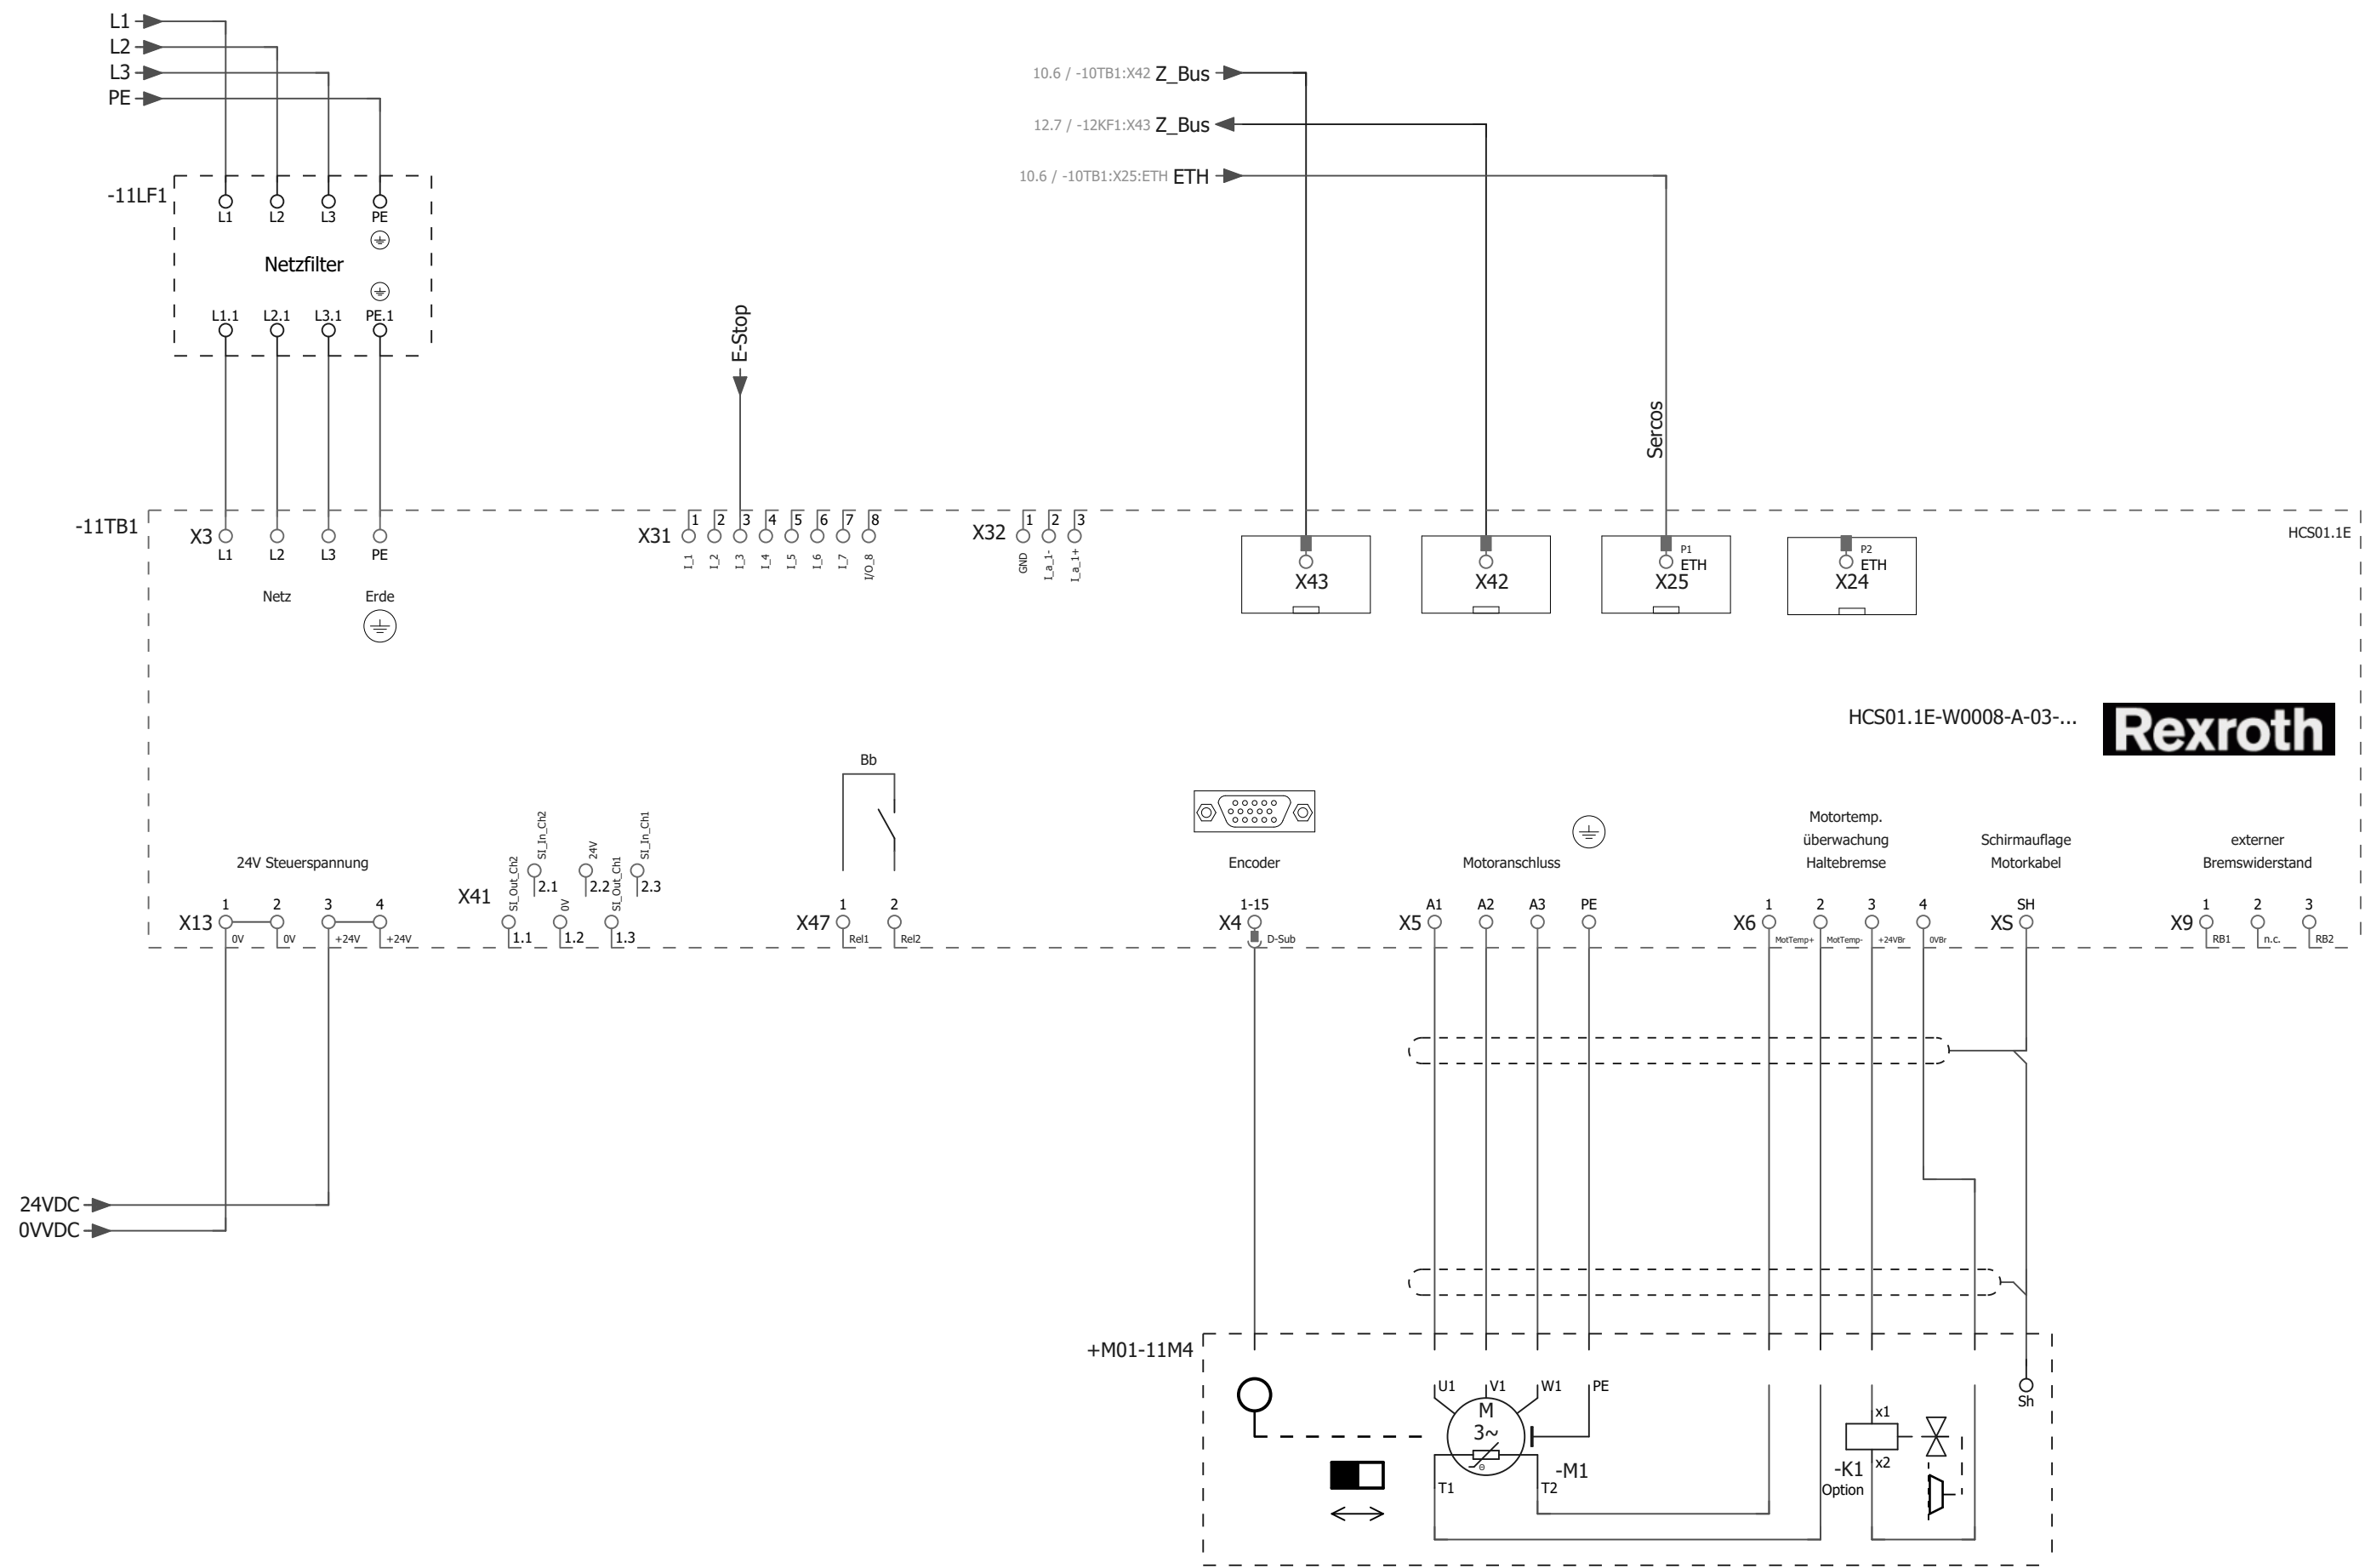 L1
L2
L3
PE
10.6 / -10TB1:X42 Z_Bus
12.7 / -12KF1:X43 Z_Bus
10.6 / -10TB1:X25:ETH ETH
-11LF1
L1 L2 L3 PE
Netzfilter
L1.1 L2.1 L3.1 PE.1
E-Stop
Sercos
-11TB1
HCS01.1E
X3
L1 L2 L3 PE
Netz Erde
X31
1 2 3 4 5 6 7 8
I_1 I_2 I_3 I_4 I_5 I_6 I_7 I/O_8
X32
1 2 3
GND I_a_1- I_a_1+
X43
X42
P1
ETH
X25
P2
ETH
X24
HCS01.1E-W0008-A-03-...
Rexroth
24V Steuerspannung
X13
1 2 3 4
0V 0V +24V +24V
X41
SI_Out_Ch2 SI_In_Ch2 0V 24V SI_Out_Ch1 SI_In_Ch1
2.1 2.2 2.3
1.1 1.2 1.3
Bb
X47
1 2
Rel1 Rel2
Encoder
X4
1-15
D-Sub
Motoranschluss
X5
A1 A2 A3 PE
Motortemp.
überwachung
Haltebremse
X6
1 2 3 4
MotTemp+ MotTemp- +24VBr 0VBr
Schirmauflage
Motorkabel
XS
SH
externer
Bremswiderstand
X9
1 2 3
RB1 n.c. RB2
24VDC
0VVDC
+M01-11M4
U1 V1 W1 PE
M
3~
Θ
-M1
T1 T2
x1
x2
-K1
Option
Sh